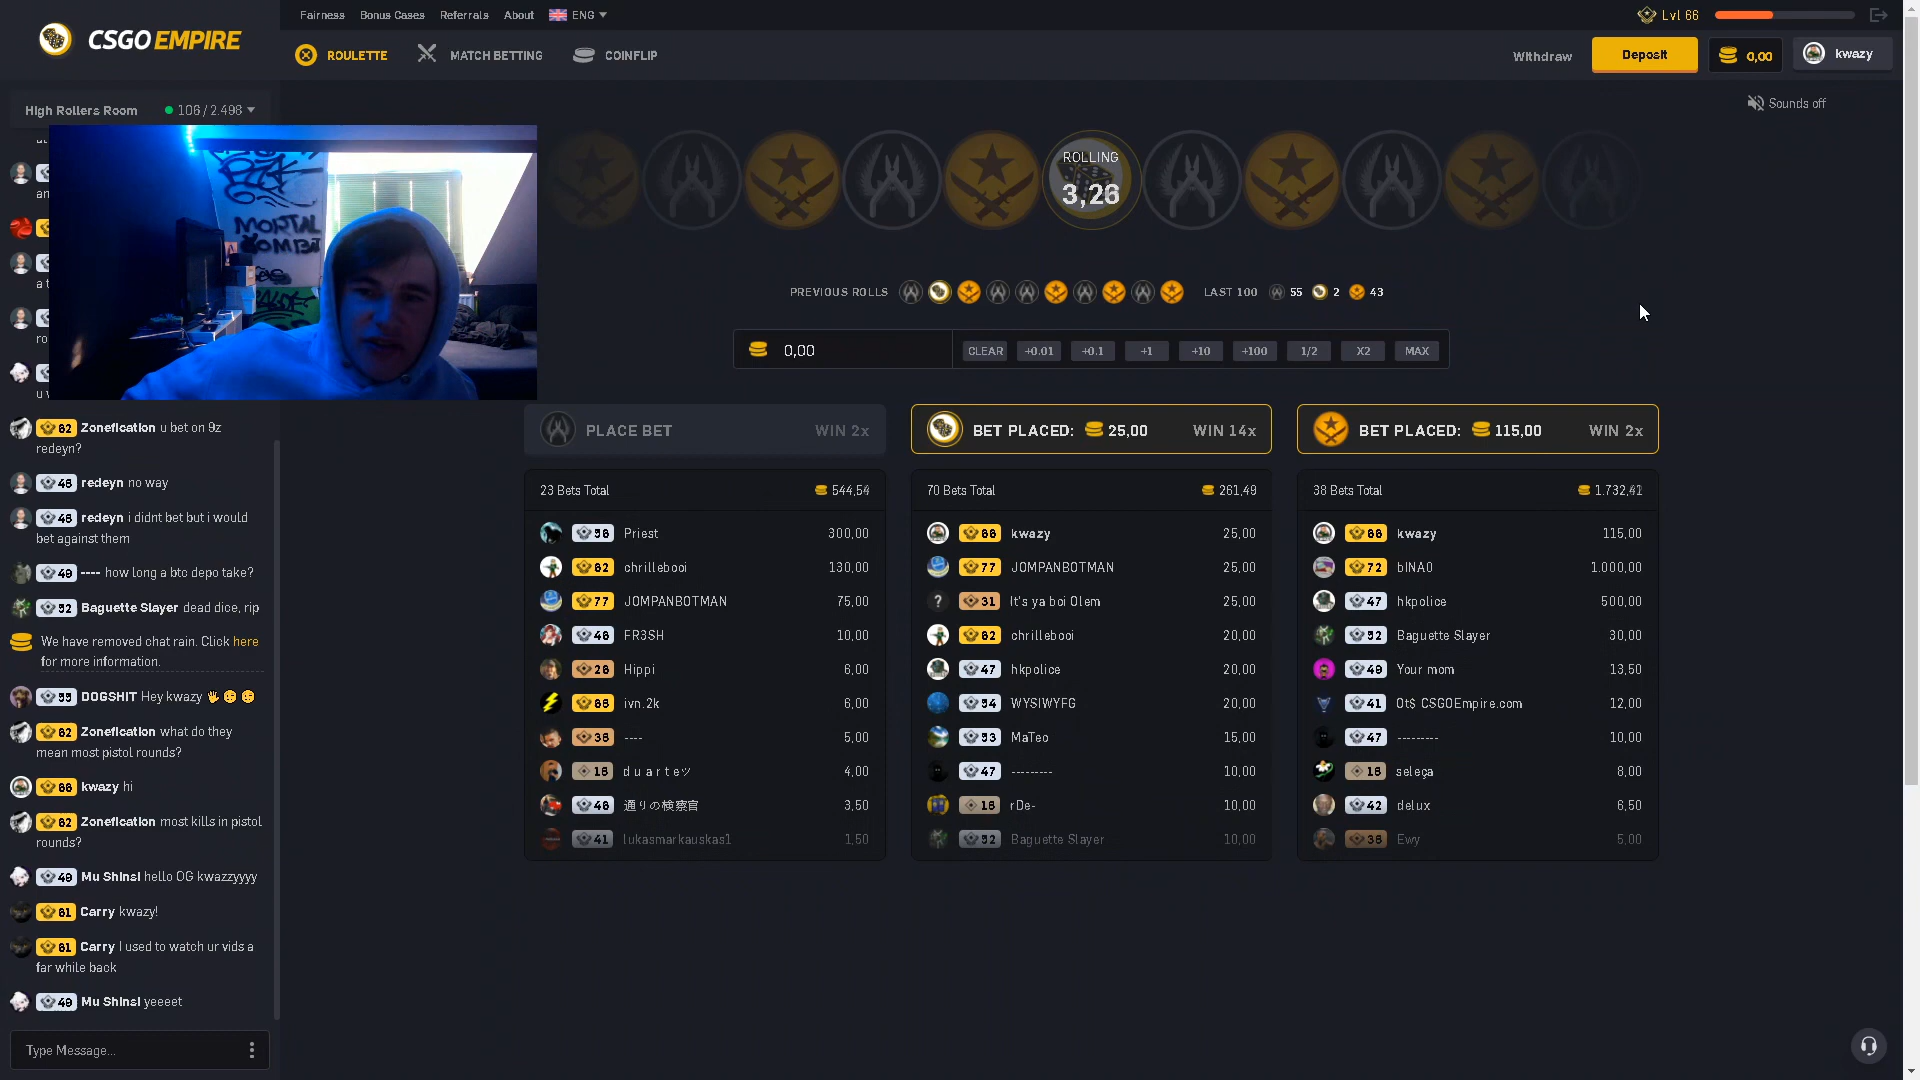 Fairness Bonus Cases Referrals About ENG
Lvl 66
CSGOEMPIRE
ROULETTE MATCH BETTING COINFLIP
Withdraw Deposit 0,00 kwazy
High Rollers Room 106 / 2.498
Sounds off
MORTAL
ROLLING
3,26
PREVIOUS ROLLS LAST 100 55 2 43
0,00 CLEAR +0.01 +0.1 +1 +10 +100 1/2 X2 MAX
62 Zonefication u bet on 9z
redeyn?
46 redeyn no way
46 redeyn i didnt bet but i would
bet against them
49 ---- how long a btc depo take?
52 Baguette Slayer dead dice, rip
We have removed chat rain. Click here
for more information.
55 DOGSHIT Hey kwazy 👋😏😏
62 Zonefication what do they
mean most pistol rounds?
66 kwazy hi
62 Zonefication most kills in pistol
rounds?
49 Mu Shinsl hello OG kwazzyyyy
61 Carry kwazy!
61 Carry I used to watch ur vids a
far while back
49 Mu Shinsl yeeeet
Type Message...
PLACE BET WIN 2x
23 Bets Total 544,54
56 Priest 300,00
62 chrillebooi 130,00
77 JOMPANBOTMAN 75,00
46 FR3SH 10,00
26 Hippi 6,00
66 ivn.2k 6,00
36 ---- 5,00
16 d u a r t eツ 4,00
46 通りの検察官 3,50
41 lukasmarkauskas1 1,50
BET PLACED: 25,00 WIN 14x
70 Bets Total 261,49
66 kwazy 25,00
77 JOMPANBOTMAN 25,00
31 It's ya boi Olem 25,00
62 chrillebooi 20,00
47 hkpolice 20,00
54 WYSIWYFG 20,00
53 MaTeo 15,00
47 --------- 10,00
16 rDe- 10,00
52 Baguette Slayer 10,00
BET PLACED: 115,00 WIN 2x
38 Bets Total 1.732,41
66 kwazy 115,00
72 bINA0 1.000,00
47 hkpolice 500,00
52 Baguette Slayer 30,00
49 Your mom 13,50
41 Ot$ CSGOEmpire.com 12,00
47 --------- 10,00
16 seleça 8,00
42 delux 6,50
36 Ewy 5,00